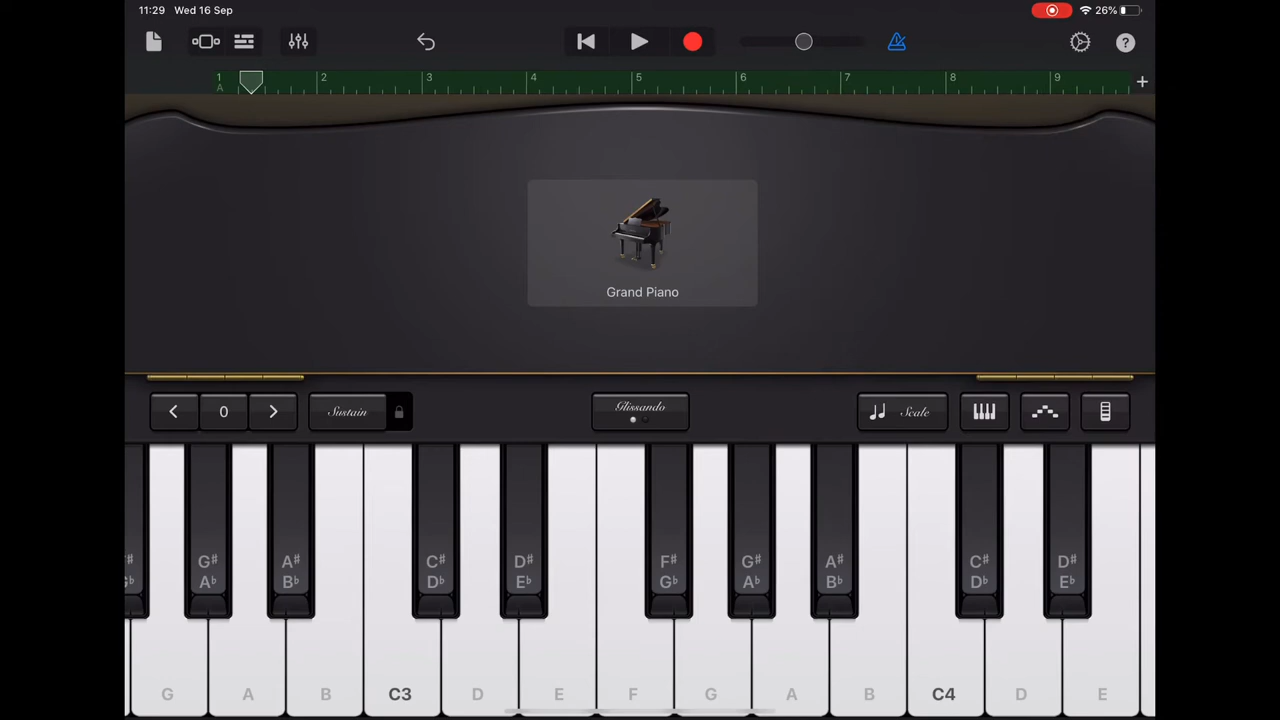 11:29 Wed 16 Sep
26%
?
1 2 3 4 5 6 7 8 9 +
A
Grand Piano
0
Sustain
Glissando
Scale
G♯ A♯ C♯ D♯ F♯ G♯ A♯ C♯ D♯
A♭ B♭ D♭ E♭ G♭ A♭ B♭ D♭ E♭
G A B C3 D E F G A B C4 D E